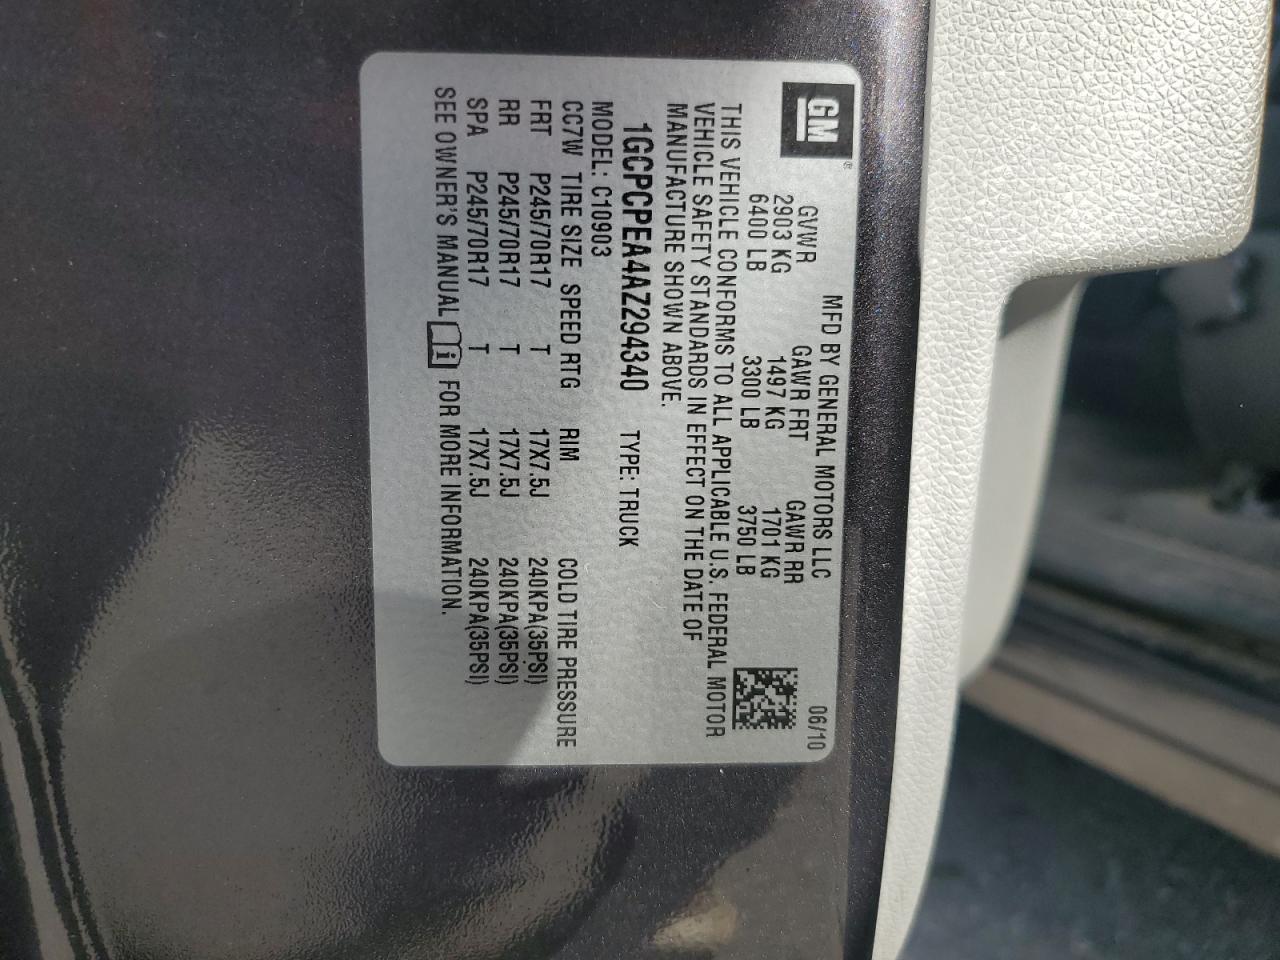 GM®
MFD BY GENERAL MOTORS LLC 06/10
GVWR GAWR FRT GAWR RR
2903 KG 1497 KG 1701 KG
6400 LB 3300 LB 3750 LB
THIS VEHICLE CONFORMS TO ALL APPLICABLE U.S. FEDERAL MOTOR
VEHICLE SAFETY STANDARDS IN EFFECT ON THE DATE OF
MANUFACTURE SHOWN ABOVE.
1GCPCPEA4AZ294340 TYPE: TRUCK
MODEL: C10903
CC7W TIRE SIZE SPEED RTG RIM COLD TIRE PRESSURE
FRT P245/70R17 T 17X7.5J 240KPA(35PSI)
RR P245/70R17 T 17X7.5J 240KPA(35PSI)
SPA P245/70R17 T 17X7.5J 240KPA(35PSI)
SEE OWNER'S MANUAL FOR MORE INFORMATION.